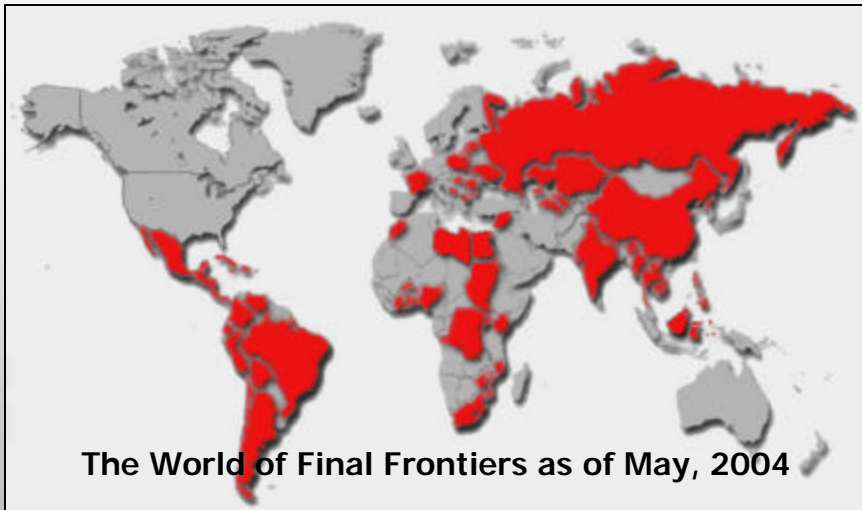 The World of Final Frontiers as of May, 2004